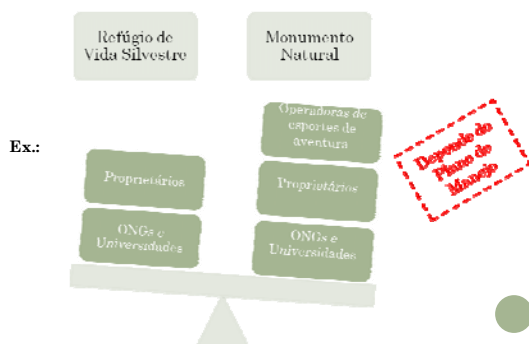 Refúgio de
Vida Silvestre
Monumento
Natural
Ex.:
Operadoras de
esportes de
aventura
Proprietários
Proprietários
ONGs e
Universidades
ONGs e
Universidades
Depende do
Plano de
Manejo